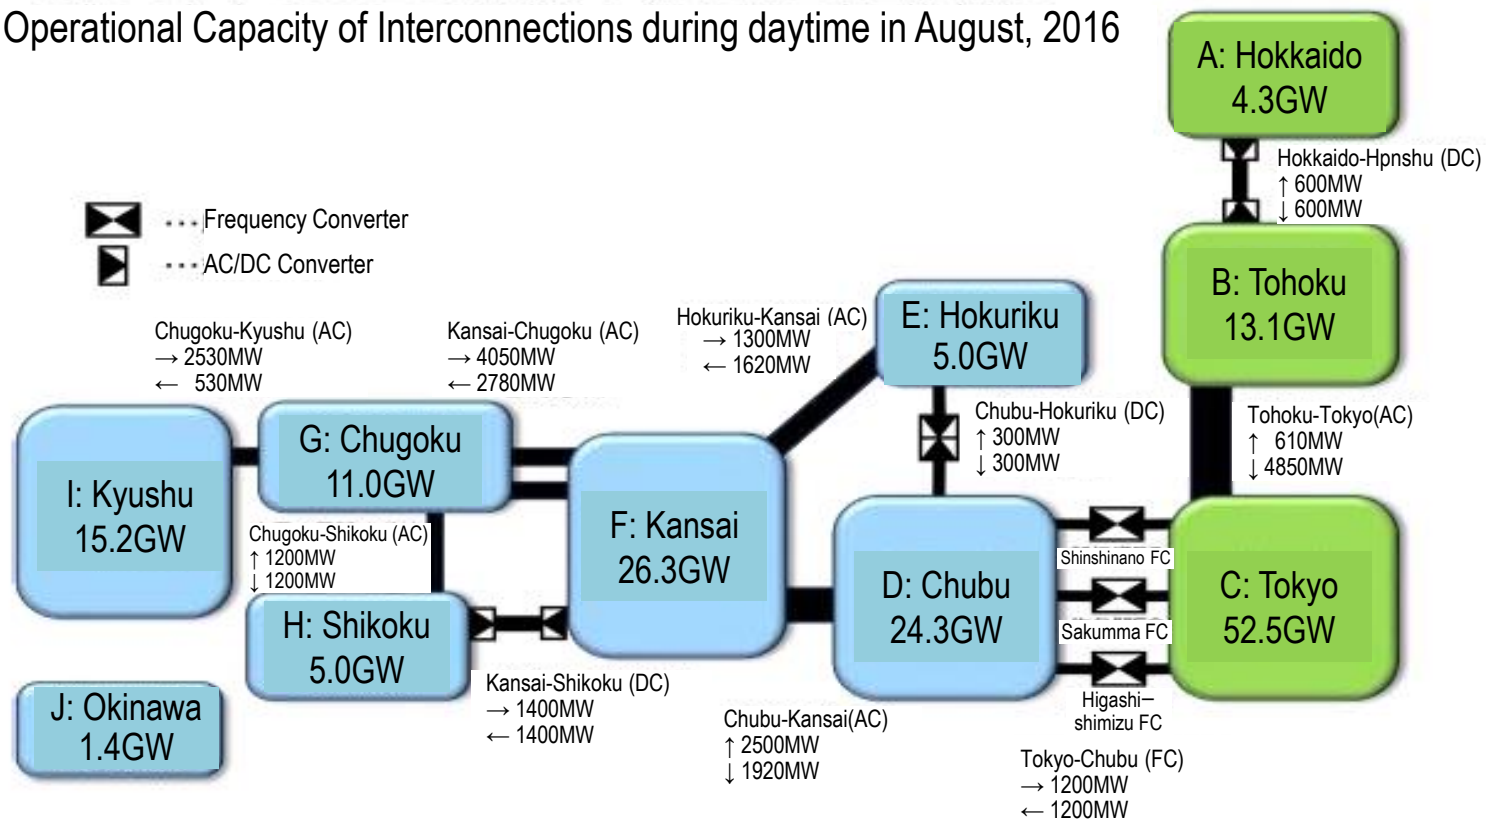 Operational Capacity of Interconnections during daytime in August, 2016
A: Hokkaido
4.3GW
Hokkaido-Hpnshu (DC)
↑ 600MW
↓ 600MW
···Frequency Converter
···AC/DC Converter
B: Tohoku
13.1GW
Chugoku-Kyushu (AC)
→ 2530MW
← 530MW
Kansai-Chugoku (AC)
→ 4050MW
← 2780MW
Hokuriku-Kansai (AC)
→ 1300MW
← 1620MW
E: Hokuriku
5.0GW
Chubu-Hokuriku (DC)
↑ 300MW
↓ 300MW
Tohoku-Tokyo(AC)
↑ 610MW
↓ 4850MW
I: Kyushu
15.2GW
G: Chugoku
11.0GW
Chugoku-Shikoku (AC)
↑ 1200MW
↓ 1200MW
F: Kansai
26.3GW
D: Chubu
24.3GW
Shinshinano FC
Sakumma FC
Higashi–
shimizu FC
C: Tokyo
52.5GW
H: Shikoku
5.0GW
Kansai-Shikoku (DC)
→ 1400MW
← 1400MW
J: Okinawa
1.4GW
Chubu-Kansai(AC)
↑ 2500MW
↓ 1920MW
Tokyo-Chubu (FC)
→ 1200MW
← 1200MW